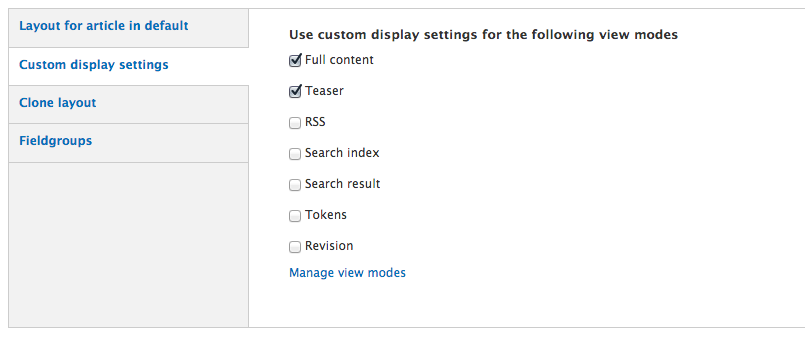 Layout for article in default
Custom display settings
Clone layout
Fieldgroups
Use custom display settings for the following view modes
Full content
Teaser
RSS
Search index
Search result
Tokens
Revision
Manage view modes